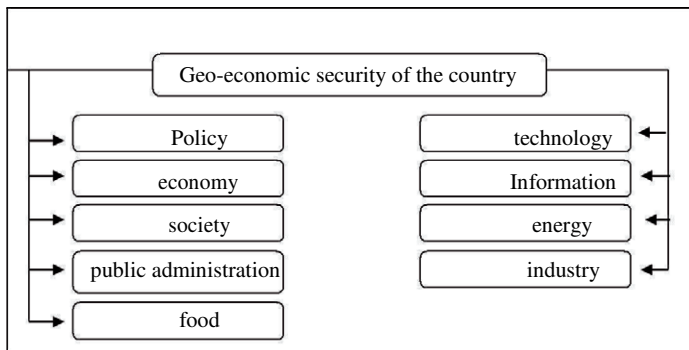 Geo-economic security of the country
Policy
economy
society
public administration
food
technology
Information
energy
industry